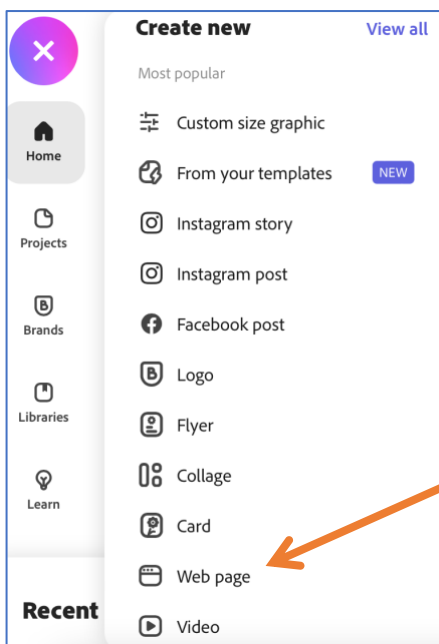 Create new View all
Most popular
Custom size graphic
From your templates NEW
Instagram story
Instagram post
Facebook post
Logo
Flyer
Collage
Card
Web page
Video
Home
Projects
Brands
Libraries
Learn
Recent